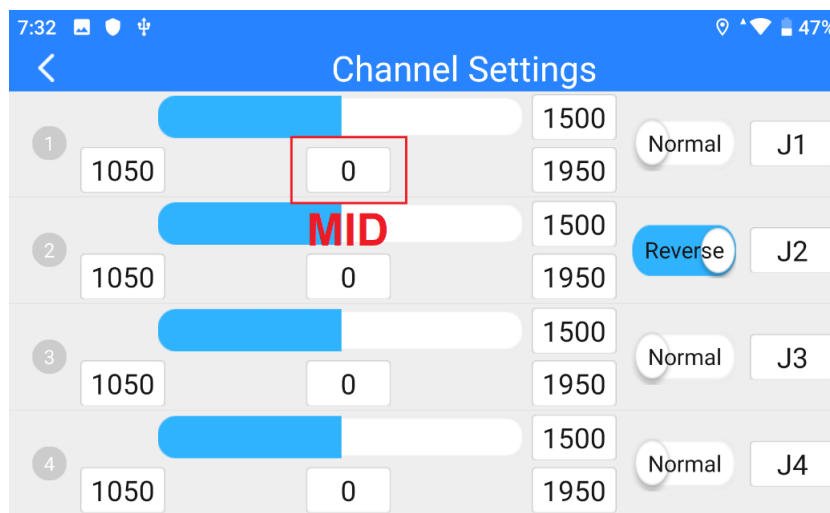 7:32 47%
Channel Settings
1 1500 Normal J1
1050 0 1950
MID
2 1500 Reverse J2
1050 0 1950
3 1500 Normal J3
1050 0 1950
4 1500 Normal J4
1050 0 1950